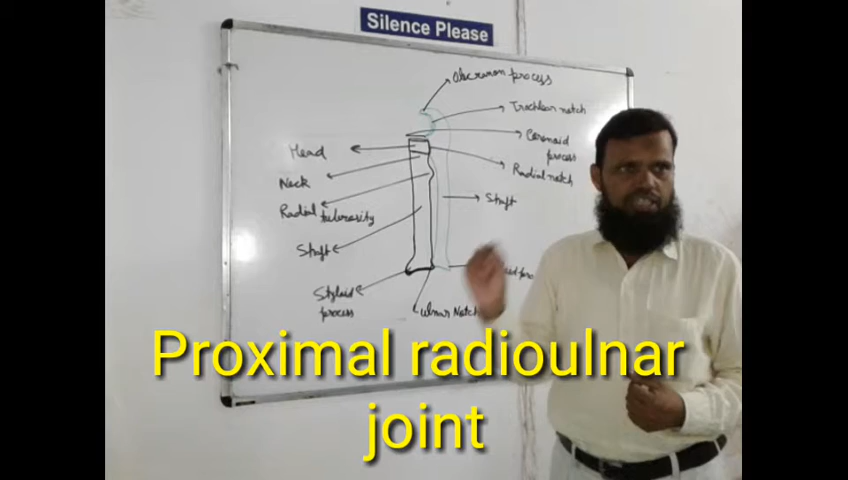 Silence Please
Olecranon process
Trochlear notch
Coronoid
process
Radial notch
Shaft
Head
Neck
Radial tuberosity
Shaft
Styloid
process
Ulnar Notch
Proximal radioulnar
joint